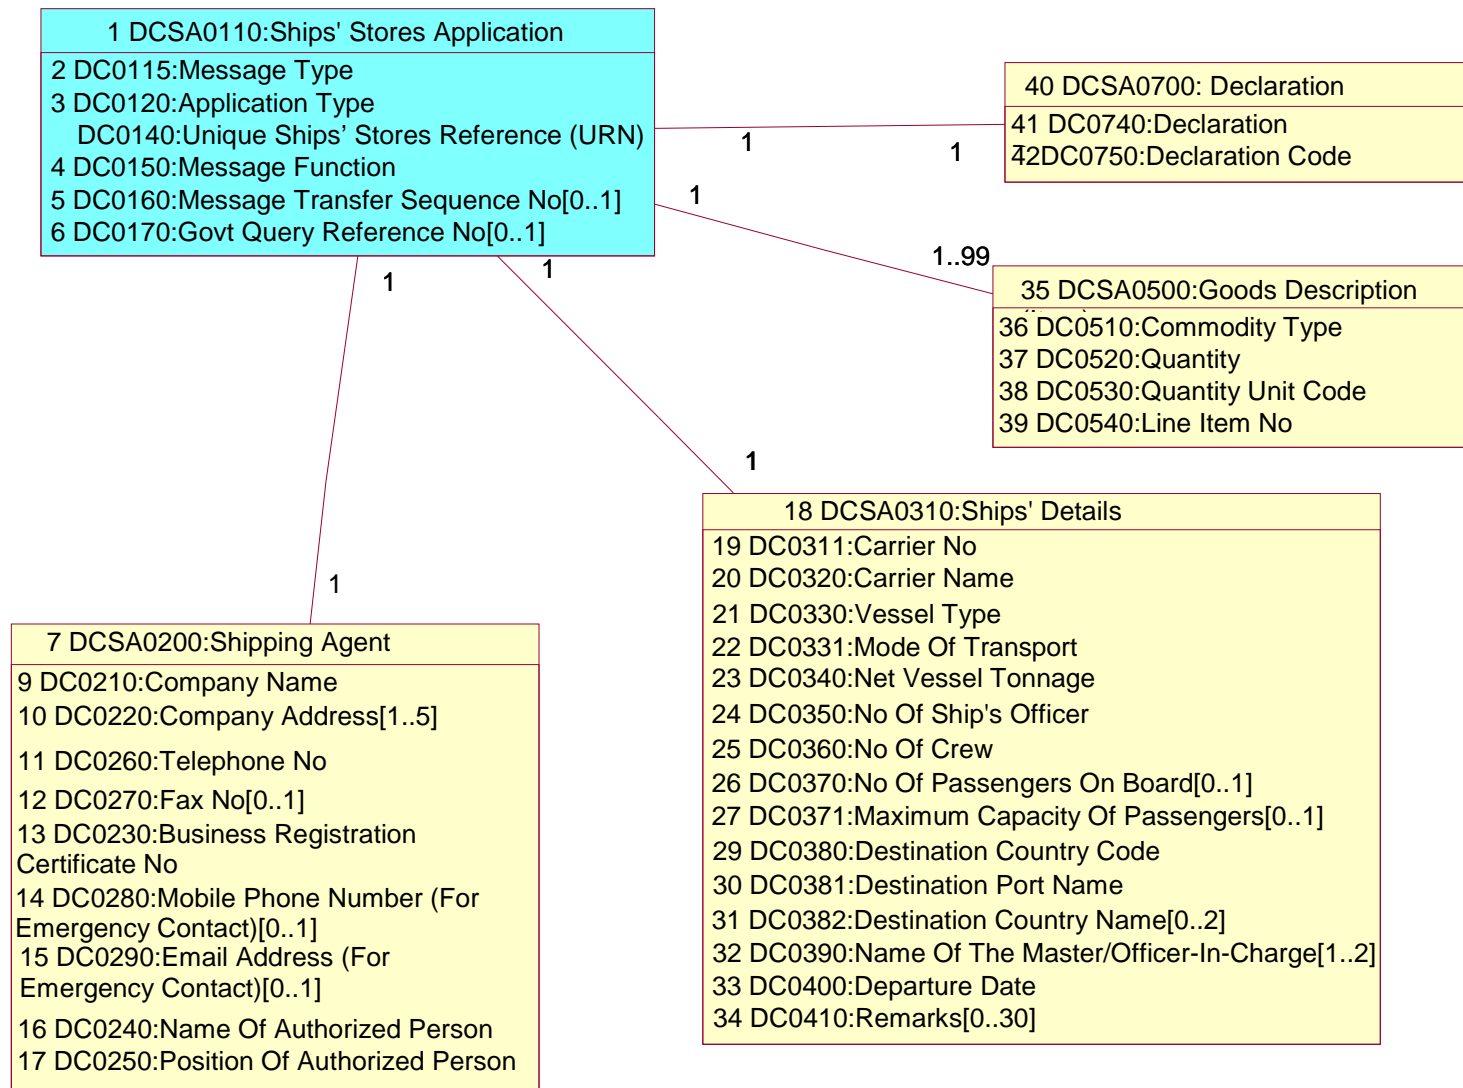 1 DCSA0110:Ships' Stores Application
2 DC0115:Message Type
3 DC0120:Application Type
DC0140:Unique Ships’ Stores Reference (URN)
4 DC0150:Message Function
5 DC0160:Message Transfer Sequence No[0..1]
6 DC0170:Govt Query Reference No[0..1]
1
1
1
1..99
1
1
1
1
40 DCSA0700: Declaration
41 DC0740:Declaration
42DC0750:Declaration Code
35 DCSA0500:Goods Description
36 DC0510:Commodity Type
37 DC0520:Quantity
38 DC0530:Quantity Unit Code
39 DC0540:Line Item No
7 DCSA0200:Shipping Agent
9 DC0210:Company Name
10 DC0220:Company Address[1..5]
11 DC0260:Telephone No
12 DC0270:Fax No[0..1]
13 DC0230:Business Registration
Certificate No
14 DC0280:Mobile Phone Number (For
Emergency Contact)[0..1]
15 DC0290:Email Address (For
Emergency Contact)[0..1]
16 DC0240:Name Of Authorized Person
17 DC0250:Position Of Authorized Person
18 DCSA0310:Ships' Details
19 DC0311:Carrier No
20 DC0320:Carrier Name
21 DC0330:Vessel Type
22 DC0331:Mode Of Transport
23 DC0340:Net Vessel Tonnage
24 DC0350:No Of Ship's Officer
25 DC0360:No Of Crew
26 DC0370:No Of Passengers On Board[0..1]
27 DC0371:Maximum Capacity Of Passengers[0..1]
29 DC0380:Destination Country Code
30 DC0381:Destination Port Name
31 DC0382:Destination Country Name[0..2]
32 DC0390:Name Of The Master/Officer-In-Charge[1..2]
33 DC0400:Departure Date
34 DC0410:Remarks[0..30]